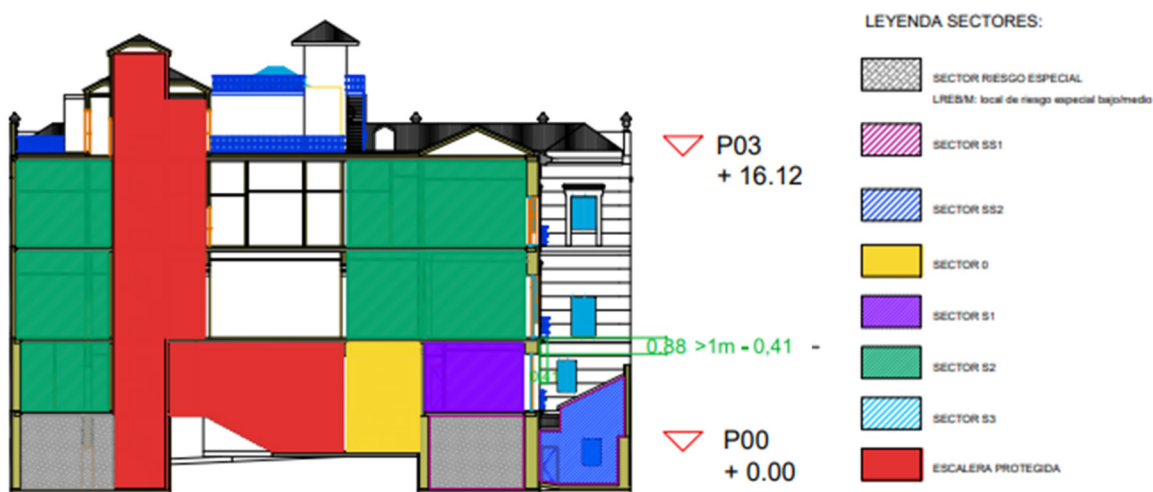 LEYENDA SECTORES:
SECTOR RIESGO ESPECIAL
LREB/M: local de riesgo especial bajo/medio
SECTOR SS1
SECTOR SS2
SECTOR 0
SECTOR S1
SECTOR S2
SECTOR S3
ESCALERA PROTEGIDA
P03
+ 16.12
0.88 >1m - 0,41 -
P00
+ 0.00